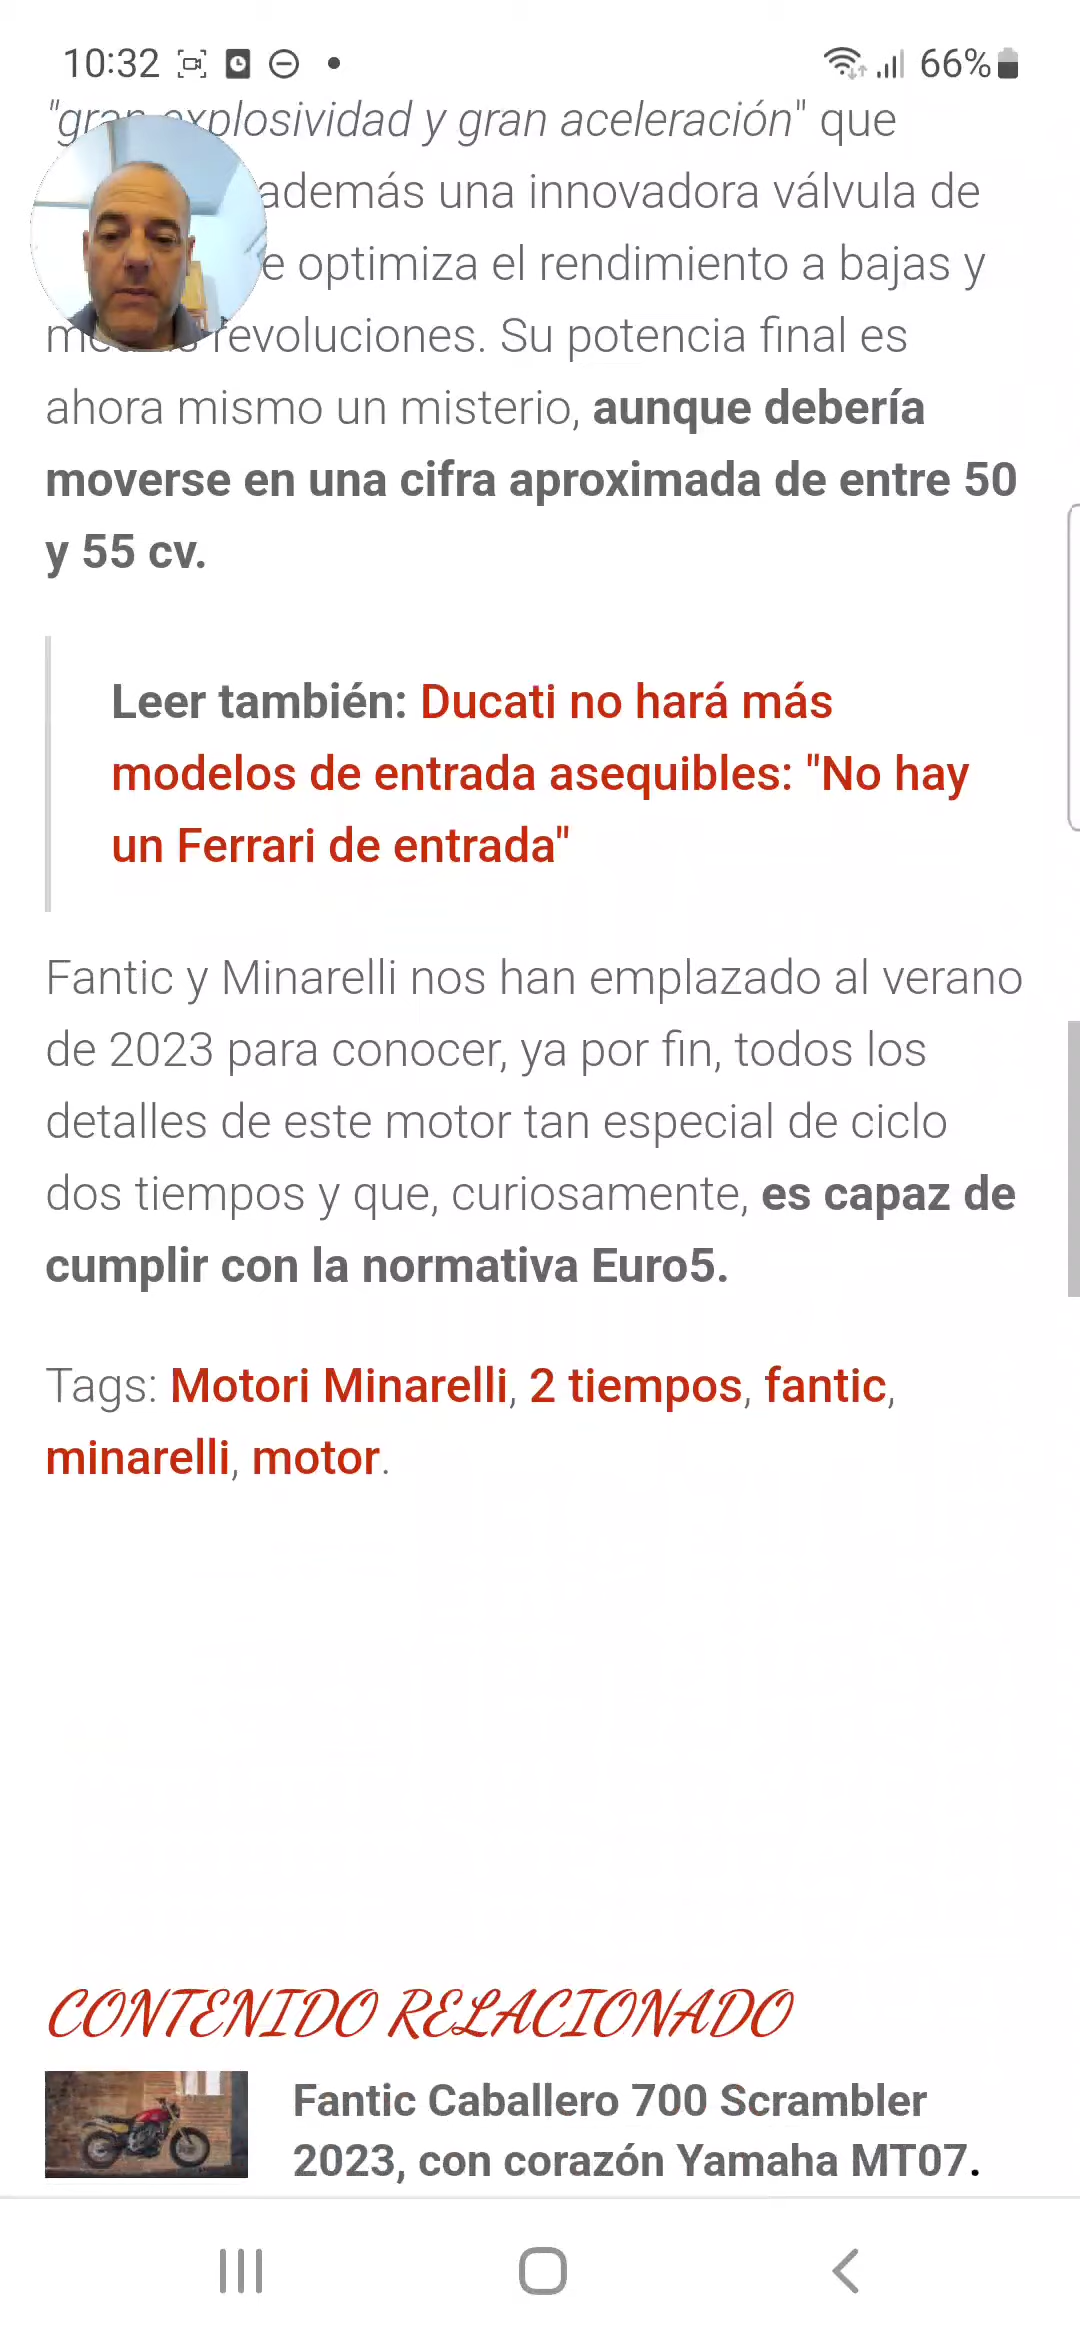 10:32
66%
"gran explosividad y gran aceleración" que
además una innovadora válvula de
e optimiza el rendimiento a bajas y
revoluciones. Su potencia final es
ahora mismo un misterio, aunque debería
moverse en una cifra aproximada de entre 50
y 55 cv.
Leer también: Ducati no hará más
modelos de entrada asequibles: "No hay
un Ferrari de entrada"
Fantic y Minarelli nos han emplazado al verano
de 2023 para conocer, ya por fin, todos los
detalles de este motor tan especial de ciclo
dos tiempos y que, curiosamente, es capaz de
cumplir con la normativa Euro5.
Tags: Motori Minarelli, 2 tiempos, fantic,
minarelli, motor.
CONTENIDO RELACIONADO
Fantic Caballero 700 Scrambler
2023, con corazón Yamaha MT07.